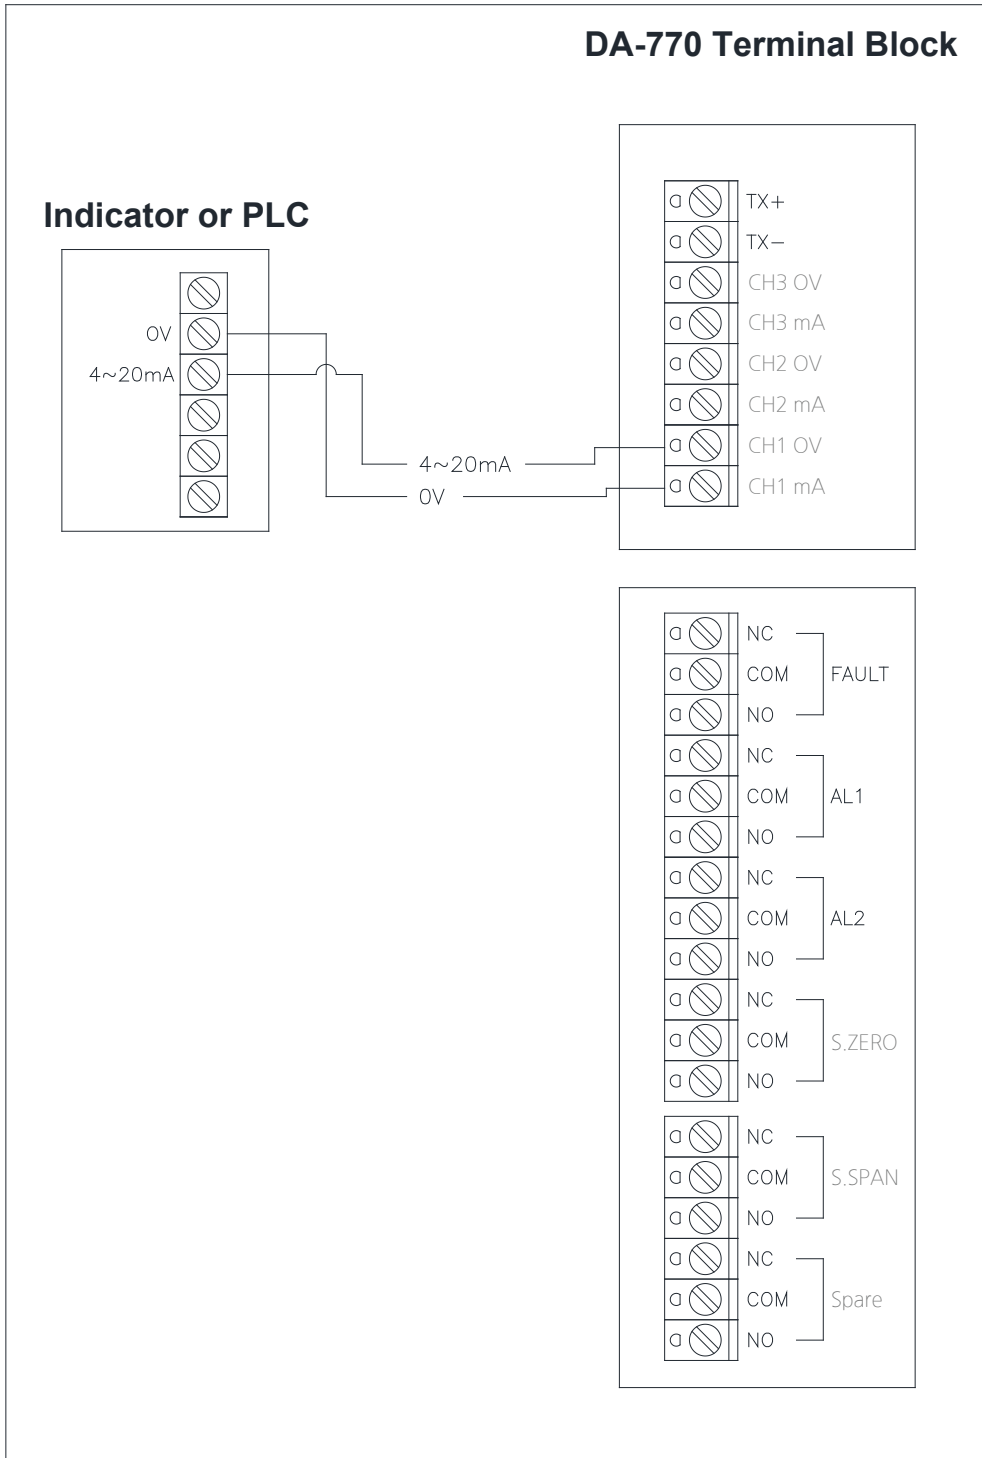 DA-770 Terminal Block
Indicator or PLC
0V
4~20mA
4~20mA
0V
TX+
TX−
CH3 0V
CH3 mA
CH2 0V
CH2 mA
CH1 0V
CH1 mA
NC
COM
NO
FAULT
NC
COM
NO
AL1
NC
COM
NO
AL2
NC
COM
NO
S.ZERO
NC
COM
NO
S.SPAN
NC
COM
NO
Spare